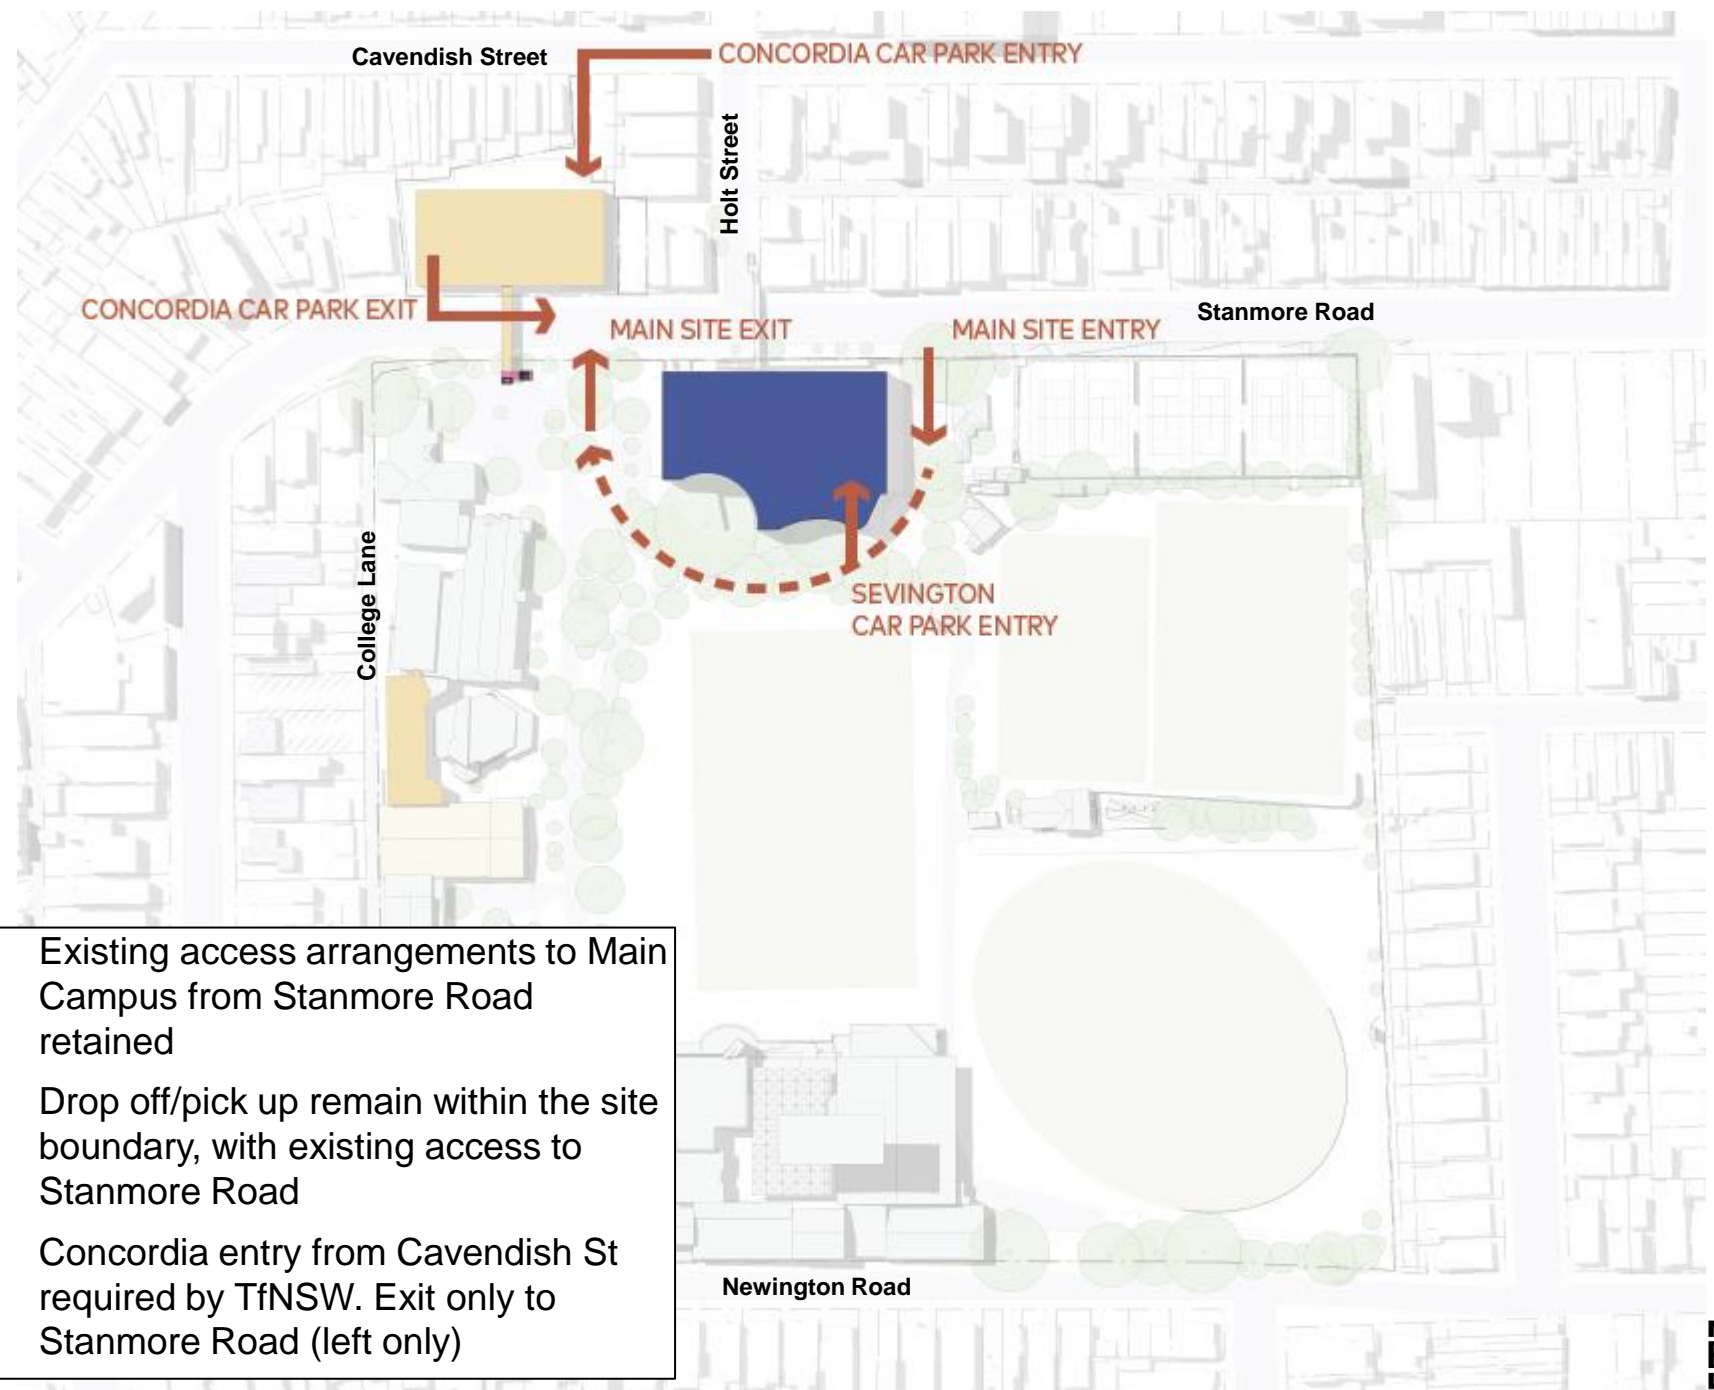 Cavendish Street
CONCORDIA CAR PARK ENTRY
Holt Street
CONCORDIA CAR PARK EXIT
MAIN SITE EXIT
MAIN SITE ENTRY
Stanmore Road
College Lane
SEVINGTON
CAR PARK ENTRY
Existing access arrangements to Main
Campus from Stanmore Road
retained
Drop off/pick up remain within the site
boundary, with existing access to
Stanmore Road
Concordia entry from Cavendish St
required by TfNSW. Exit only to
Stanmore Road (left only)
Newington Road